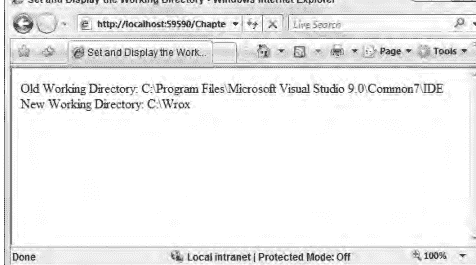 Set and Display the Working Directory - Windows Internet Explorer
http://localhost:59590/Chapte
Live Search
Set and Display the Work...
Page
Tools
Old Working Directory: C:\Program Files\Microsoft Visual Studio 9.0\Common7\IDE
New Working Directory: C:\Wrox
Done
Local intranet | Protected Mode: Off
100%